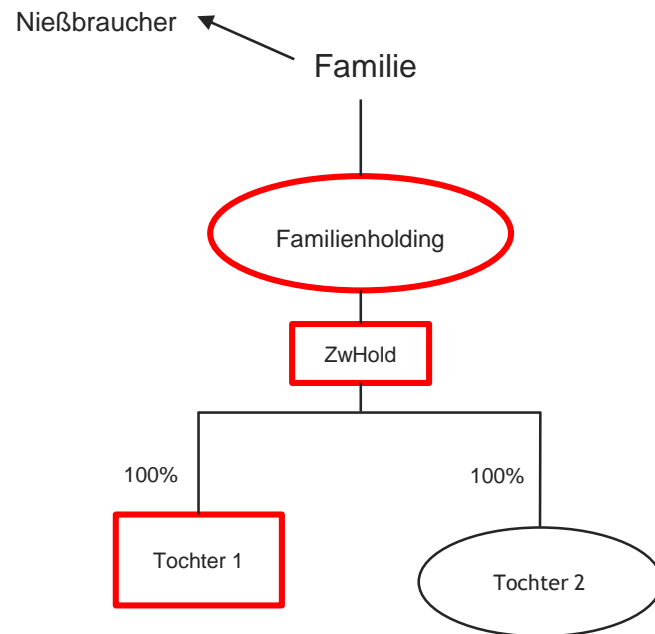 Nießbraucher
Familie
Familienholding
ZwHold
100%
100%
Tochter 1
Tochter 2